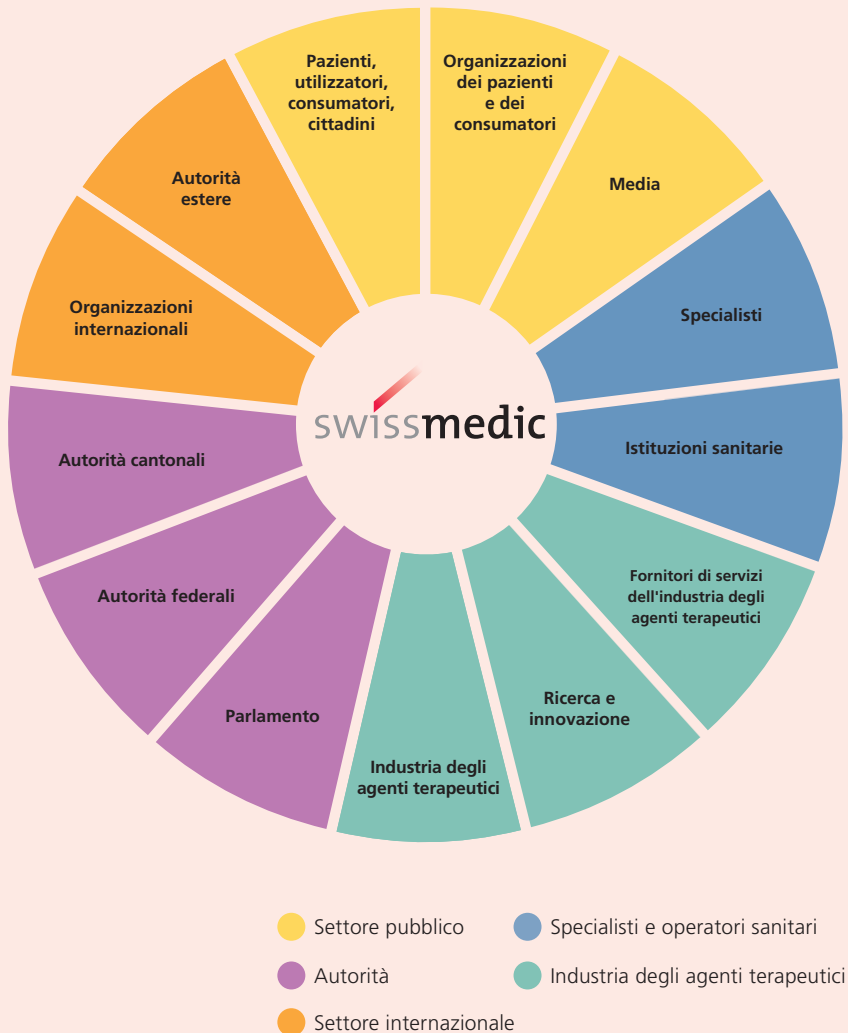 Pazienti,
utilizzatori,
consumatori,
cittadini
Organizzazioni
dei pazienti
e dei
consumatori
Media
Specialisti
Istituzioni sanitarie
Fornitori di servizi
dell'industria degli
agenti terapeutici
Ricerca e
innovazione
Industria degli
agenti terapeutici
Parlamento
Autorità federali
Autorità cantonali
Organizzazioni
internazionali
Autorità
estere
swissmedic
Settore pubblico
Autorità
Settore internazionale
Specialisti e operatori sanitari
Industria degli agenti terapeutici